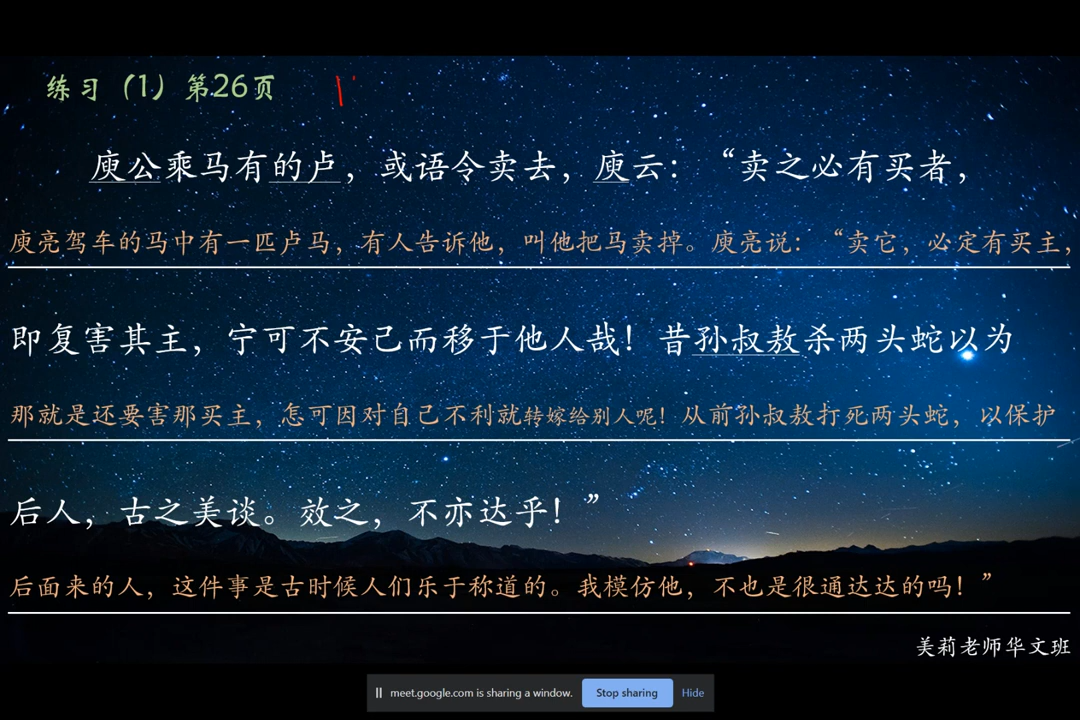 练习（1）第26页
庾公乘马有的卢，或语令卖去，庾云：“卖之必有买者，
庾亮驾车的马中有一匹卢马，有人告诉他，叫他把马卖掉。庾亮说：“卖它，必定有买主，
即复害其主，宁可不安己而移于他人哉！昔孙叔敖杀两头蛇以为
那就是还要害那买主，怎可因对自己不利就转嫁给别人呢！从前孙叔敖打死两头蛇，以保护
后人，古之美谈。效之，不亦达乎！”
后面来的人，这件事是古时候人们乐于称道的。我模仿他，不也是很通达达的吗！”
美莉老师华文班
meet.google.com is sharing a window. Stop sharing Hide